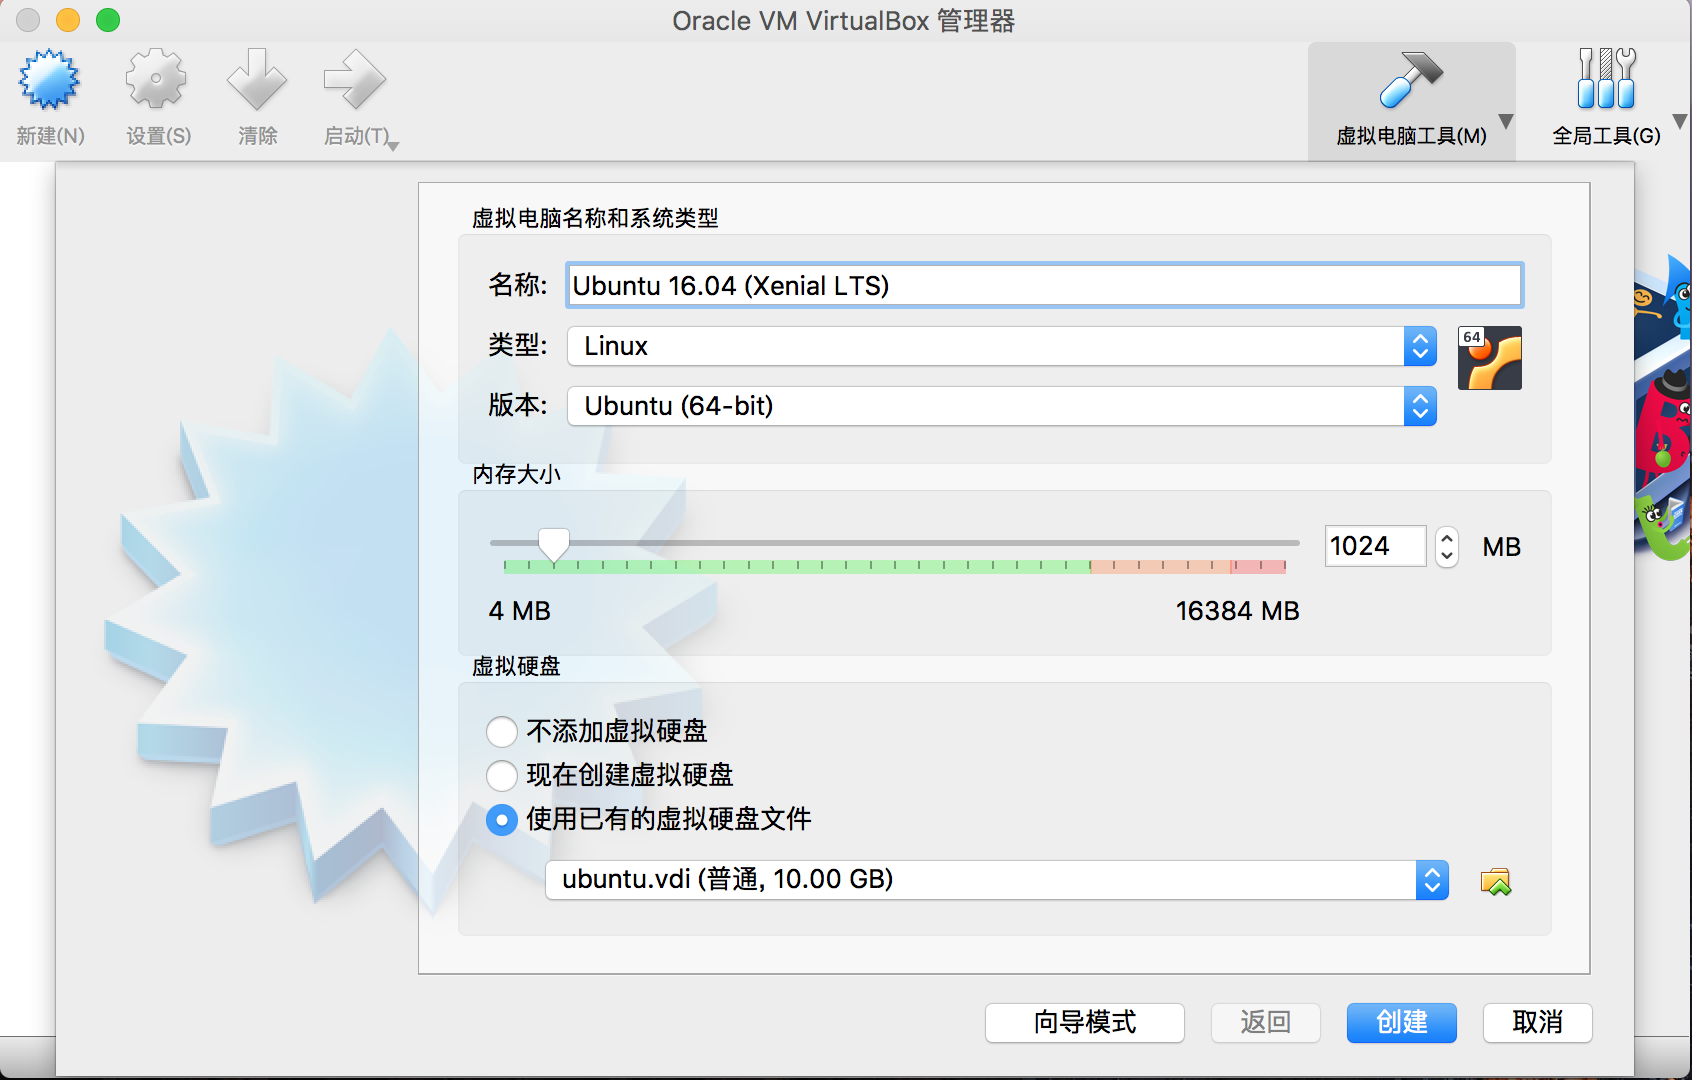 Oracle VM VirtualBox 管理器
新建(N) 设置(S) 清除 启动(T) 虚拟电脑工具(M) 全局工具(G)
虚拟电脑名称和系统类型
名称: Ubuntu 16.04 (Xenial LTS)
类型: Linux
64
版本: Ubuntu (64-bit)
内存大小
1024 MB
4 MB 16384 MB
虚拟硬盘
不添加虚拟硬盘
现在创建虚拟硬盘
使用已有的虚拟硬盘文件
ubuntu.vdi (普通, 10.00 GB)
向导模式 返回 创建 取消